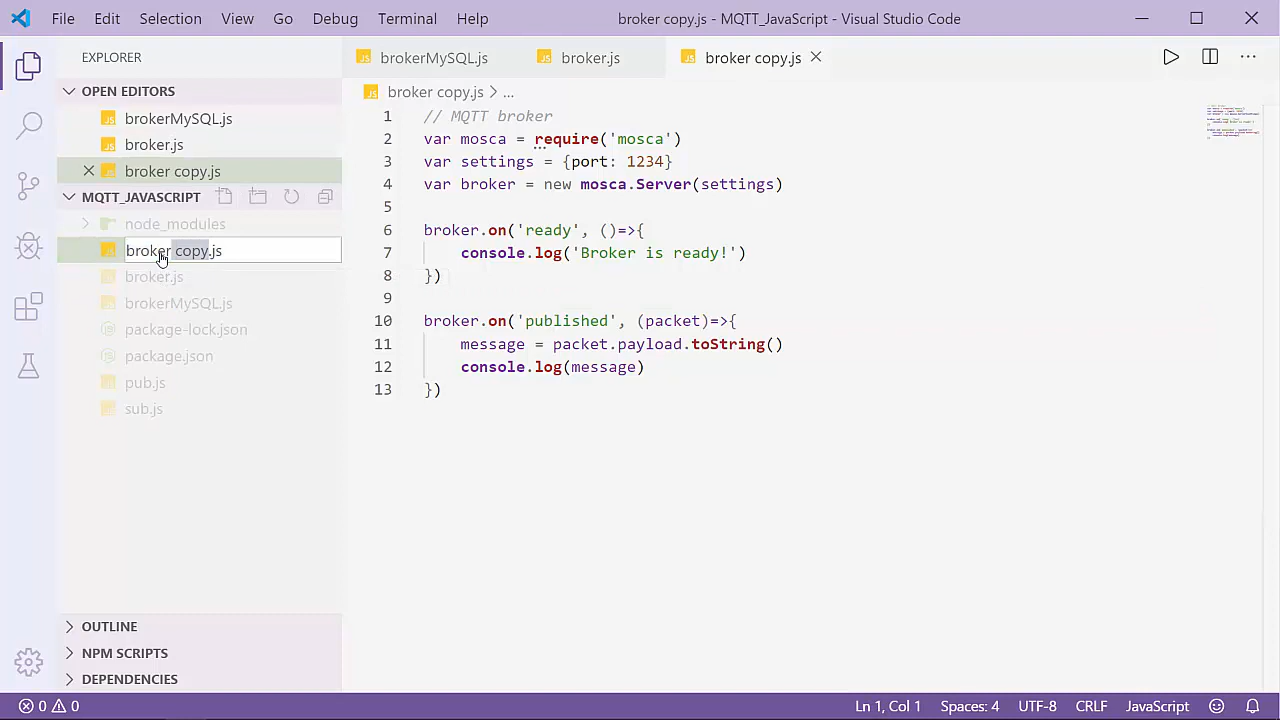 File Edit Selection View Go Debug Terminal Help broker copy.js - MQTT_JavaScript - Visual Studio Code
EXPLORER
OPEN EDITORS
brokerMySQL.js
broker.js
broker copy.js
MQTT_JAVASCRIPT
node_modules
broker copy.js
broker.js
brokerMySQL.js
package-lock.json
package.json
pub.js
sub.js
OUTLINE
NPM SCRIPTS
DEPENDENCIES
JS brokerMySQL.js JS broker.js JS broker copy.js
JS broker copy.js > ...
1 // MQTT broker
2 var mosca = require('mosca')
3 var settings = {port: 1234}
4 var broker = new mosca.Server(settings)
5
6 broker.on('ready', ()=>{
7 console.log('Broker is ready!')
8 })
9
10 broker.on('published', (packet)=>{
11 message = packet.payload.toString()
12 console.log(message)
13 })
0 0 Ln 1, Col 1 Spaces: 4 UTF-8 CRLF JavaScript